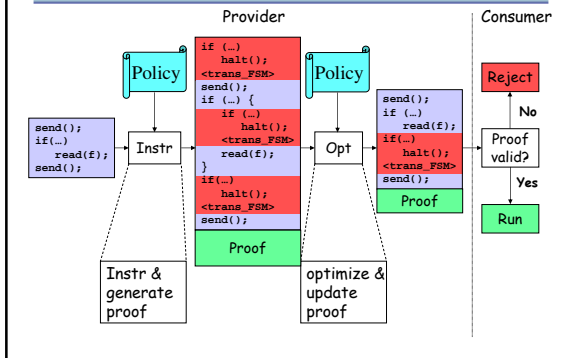 Provider
Consumer
Policy
Policy
send();
if(…)
read(f);
send();
Instr
if (…)
halt();
<trans_FSM>
send();
if (…) {
if (…)
halt();
<trans_FSM>
read(f);
}
if(…)
halt();
<trans_FSM>
send();
Proof
Opt
send();
if (…)
read(f);
if(…)
halt();
<trans_FSM>
send();
Proof
Reject
No
Proof
valid?
Yes
Run
Instr &
generate
proof
optimize &
update
proof